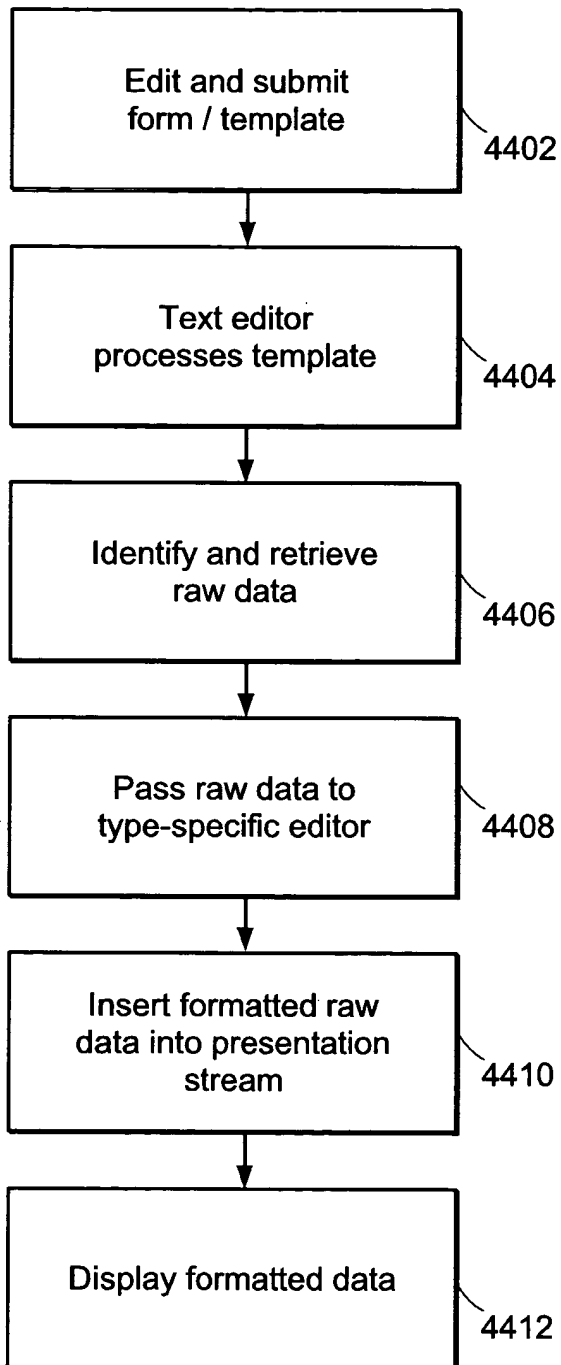 Edit and submit
form / template
4402
Text editor
processes template
4404
Identify and retrieve
raw data
4406
Pass raw data to
type-specific editor
4408
Insert formatted raw
data into presentation
stream
4410
Display formatted data
4412